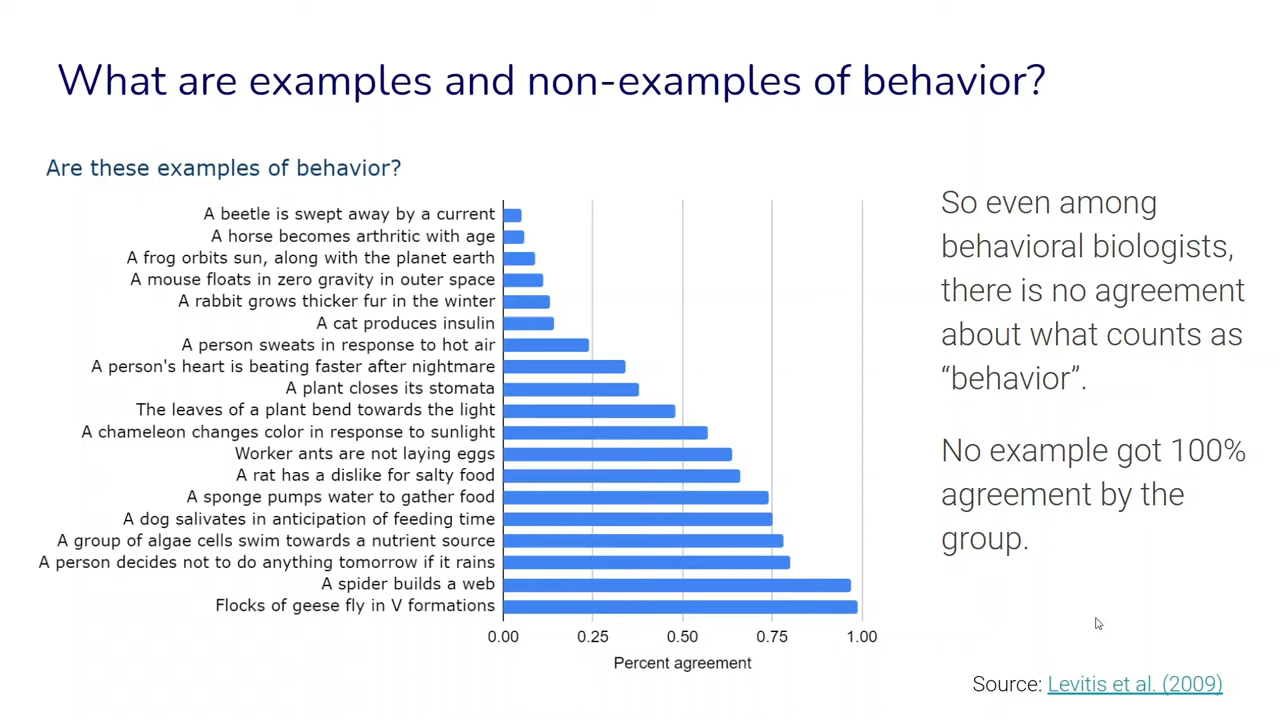 What are examples and non-examples of behavior?
Are these examples of behavior?
A beetle is swept away by a current
A horse becomes arthritic with age
A frog orbits sun, along with the planet earth
A mouse floats in zero gravity in outer space
A rabbit grows thicker fur in the winter
A cat produces insulin
A person sweats in response to hot air
A person's heart is beating faster after nightmare
A plant closes its stomata
The leaves of a plant bend towards the light
A chameleon changes color in response to sunlight
Worker ants are not laying eggs
A rat has a dislike for salty food
A sponge pumps water to gather food
A dog salivates in anticipation of feeding time
A group of algae cells swim towards a nutrient source
A person decides not to do anything tomorrow if it rains
A spider builds a web
Flocks of geese fly in V formations
0.00 0.25 0.50 0.75 1.00
Percent agreement
So even among
behavioral biologists,
there is no agreement
about what counts as
“behavior”.
No example got 100%
agreement by the
group.
Source: Levitis et al. (2009)